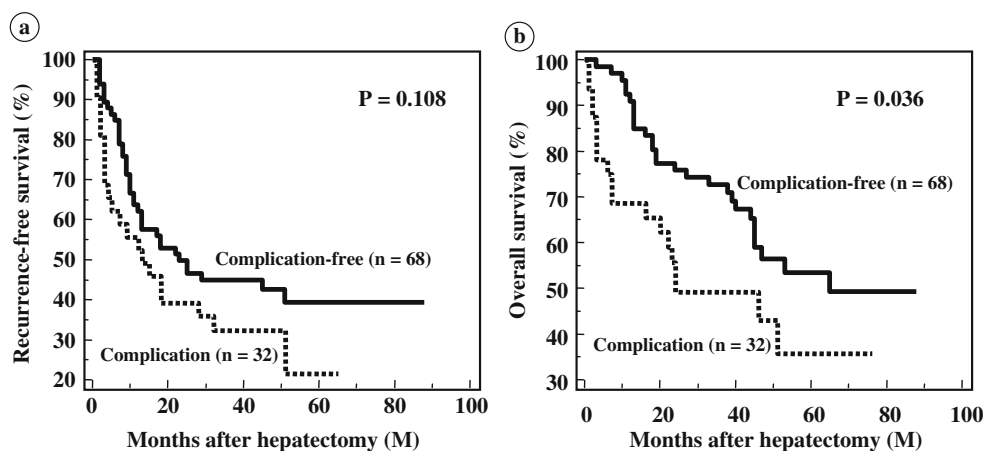 a
Recurrence-free survival (%)
100
90
80
70
60
50
40
30
20
P = 0.108
Complication-free (n = 68)
Complication (n = 32)
0 20 40 60 80 100
Months after hepatectomy (M)
b
Overall survival (%)
100
90
80
70
60
50
40
30
P = 0.036
Complication-free (n = 68)
Complication (n = 32)
0 20 40 60 80 100
Months after hepatectomy (M)